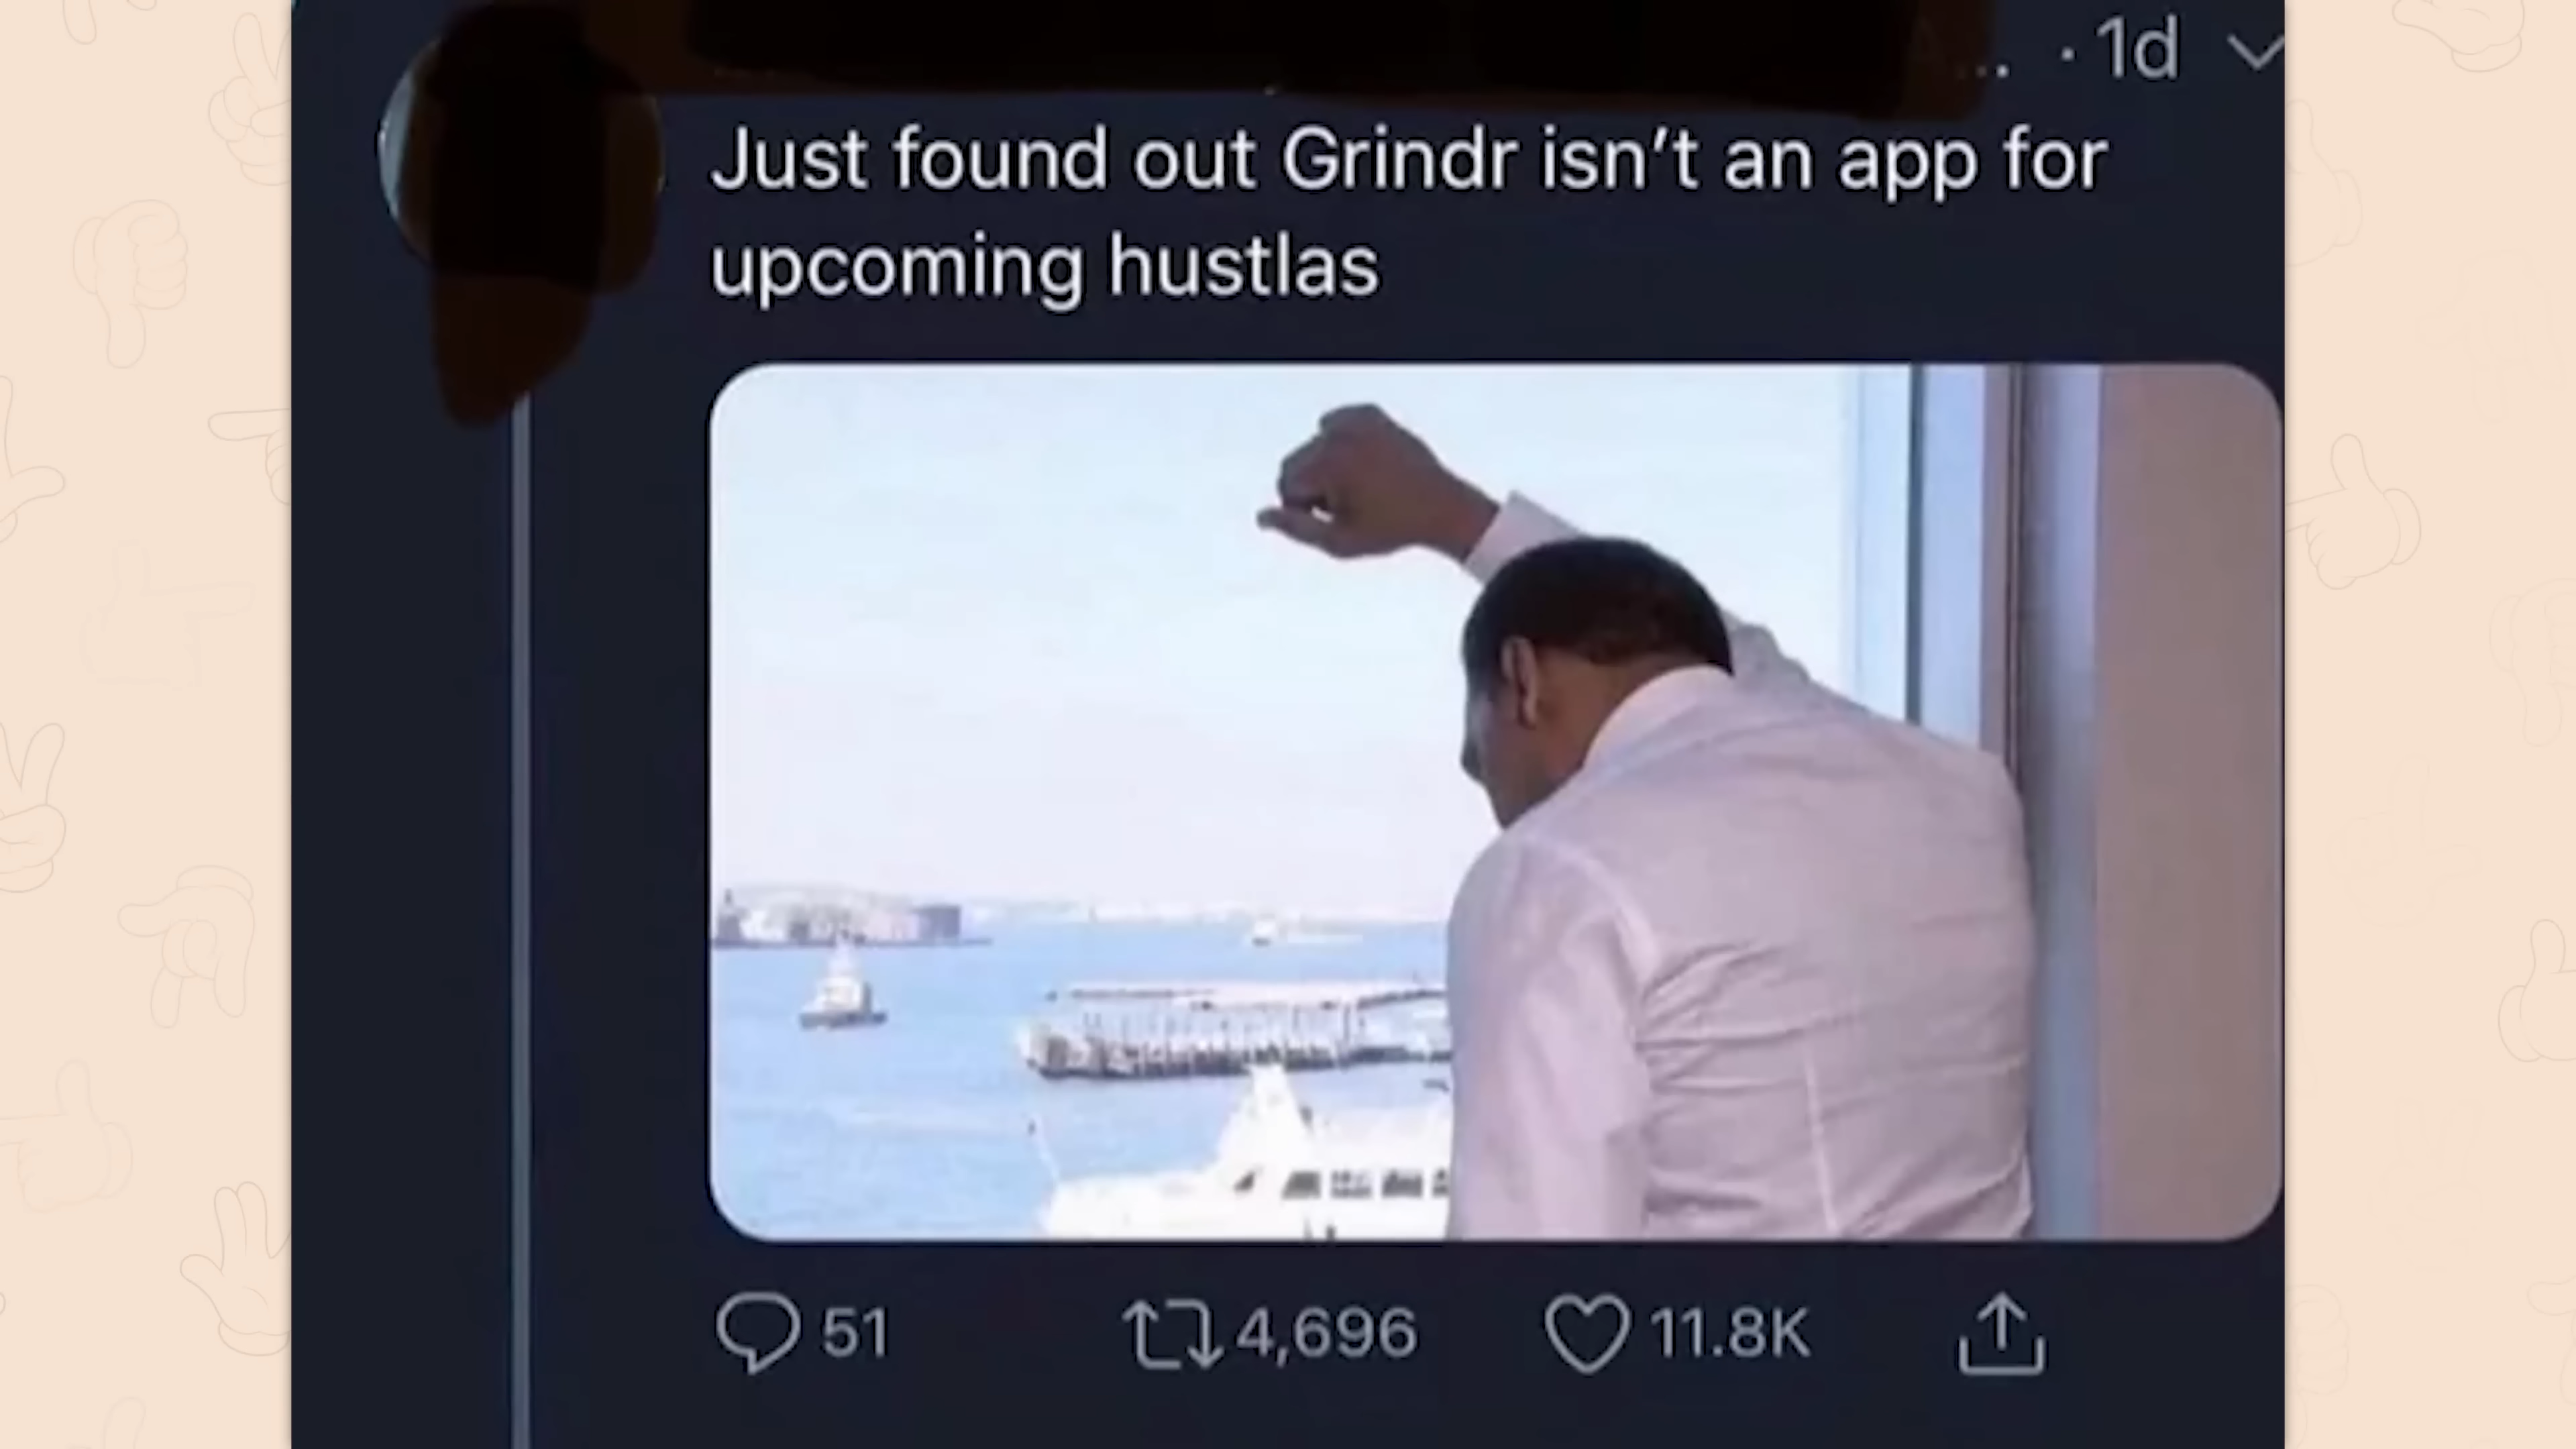 · 1d
Just found out Grindr isn’t an app for
upcoming hustlas
51 4,696 11.8K